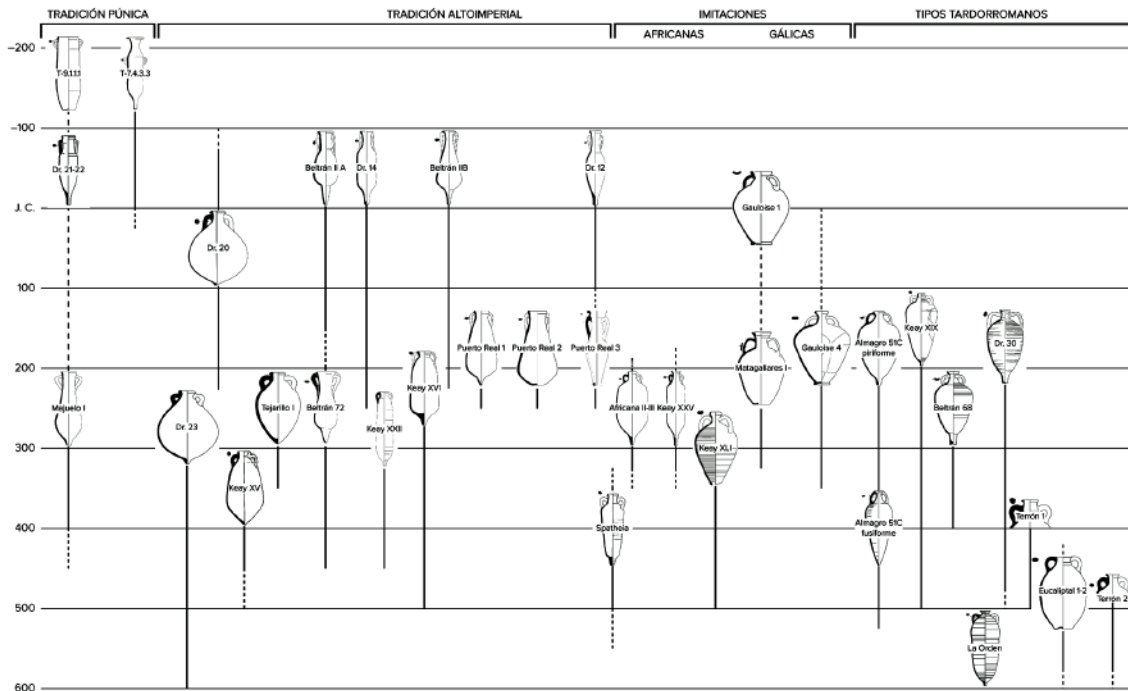 TRADICIÓN PÚNICA
TRADICIÓN ALTOIMPERIAL
IMITACIONES
TIPOS TARDORROMANOS
AFRICANAS
GÁLICAS
–200
T-9.1.1.1
T-7.4.3.3
–100
Dr. 21-22
Beltrán II A
Dr. 14
Beltrán IIB
Dr. 12
J. C.
Gauloise 1
Dr. 20
100
Keay XIX
Puerto Real 1
Puerto Real 2
Puerto Real 3
Gauloise 4
Almagro 51C
piriforme
Dr. 30
200
Matagallares I
Keay XVI
Majuelo I
Dr. 23
Tejarillo I
Beltrán 72
Keay XXII
Africana II-III
Keay XXV
Beltrán 68
300
Keay XLI
Keay XV
400
Spatheia
Almagro 51C
fusiforme
Terrón 1
500
Eucaliptal 1-2
Terrón 2
La Orden
600